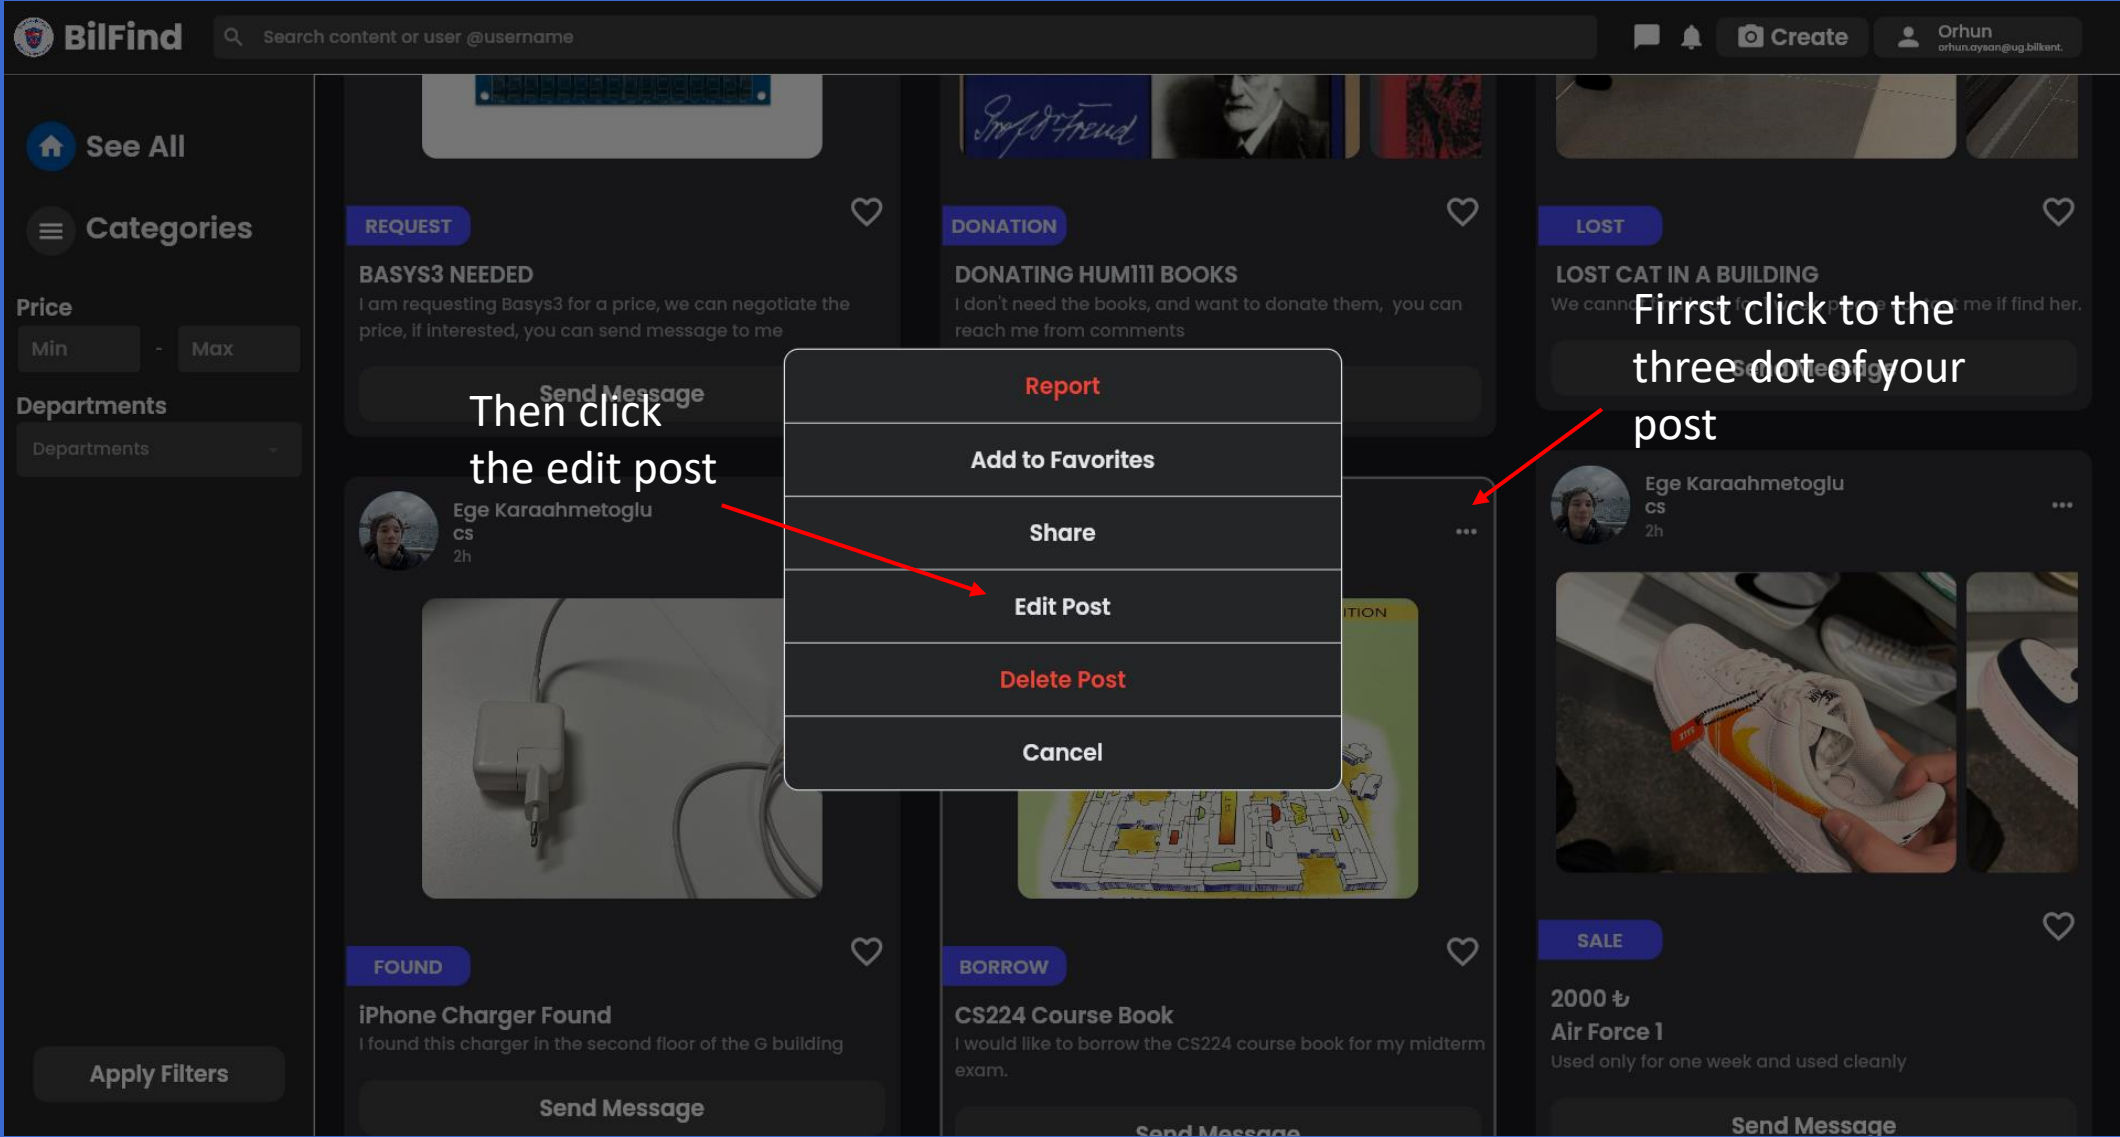 BilFind
Search content or user @username
Create
Orhun
orhun.aysan@ug.bilkent.
See All
Categories
Price
Min - Max
Departments
Departments
Apply Filters
Prof Dr Freud
REQUEST
BASYS3 NEEDED
I am requesting Basys3 for a price, we can negotiate the
price, if interested, you can send message to me
Send Message
DONATION
DONATING HUM111 BOOKS
I don't need the books, and want to donate them, you can
reach me from comments
LOST
LOST CAT IN A BUILDING
We cannot me if find her.
Send Message
Firrst click to the
three dot of your
post
Then click
the edit post
Report
Add to Favorites
Share
Edit Post
Delete Post
Cancel
Ege Karaahmetoglu
CS
2h
FOUND
iPhone Charger Found
I found this charger in the second floor of the G building
Send Message
ITION
BORROW
CS224 Course Book
I would like to borrow the CS224 course book for my midterm
exam.
Send Message
Ege Karaahmetoglu
CS
2h
SALE
2000 ₺
Air Force 1
Used only for one week and used cleanly
Send Message